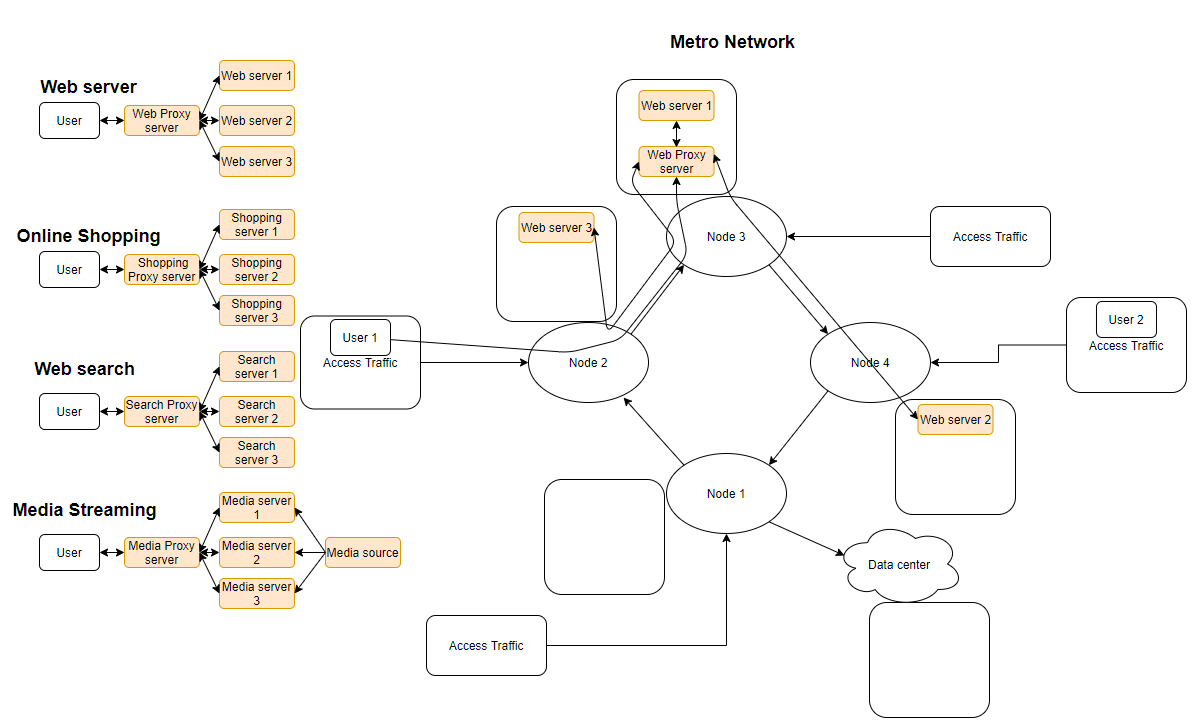 Metro Network
Web server
User
Web Proxy
server
Web server 1
Web server 2
Web server 3
Online Shopping
User
Shopping
Proxy server
Shopping
server 1
Shopping
server 2
Shopping
server 3
Web search
User
Search Proxy
server
Search
server 1
Search
server 2
Search
server 3
Media Streaming
User
Media Proxy
server
Media server
1
Media server
2
Media server
3
Media source
Web server 1
Web Proxy
server
Node 3
Web server 3
Access Traffic
User 1
Access Traffic
Node 2
Node 4
User 2
Access Traffic
Web server 2
Node 1
Data center
Access Traffic